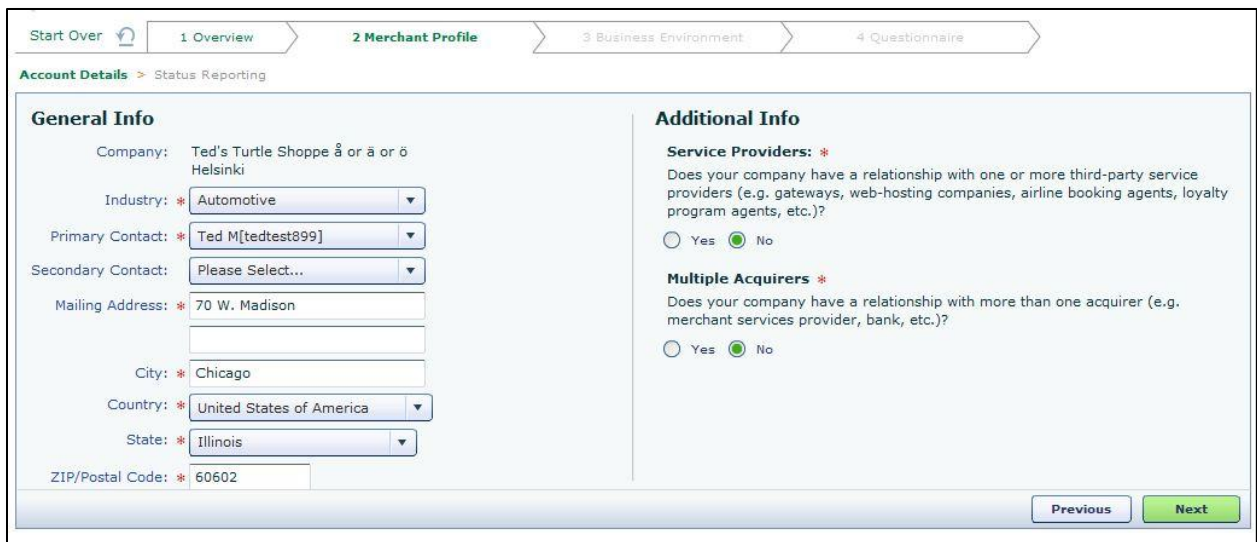 Start Over 1 Overview 2 Merchant Profile 3 Business Environment 4 Questionnaire
Account Details > Status Reporting
General Info
Company: Ted's Turtle Shoppe å or ä or ö
Helsinki
Industry: * Automotive
Primary Contact: * Ted M[tedtest899]
Secondary Contact: Please Select...
Mailing Address: * 70 W. Madison
City: * Chicago
Country: * United States of America
State: * Illinois
ZIP/Postal Code: * 60602
Additional Info
Service Providers: *
Does your company have a relationship with one or more third-party service
providers (e.g. gateways, web-hosting companies, airline booking agents, loyalty
program agents, etc.)?
Yes No
Multiple Acquirers *
Does your company have a relationship with more than one acquirer (e.g.
merchant services provider, bank, etc.)?
Yes No
Previous Next